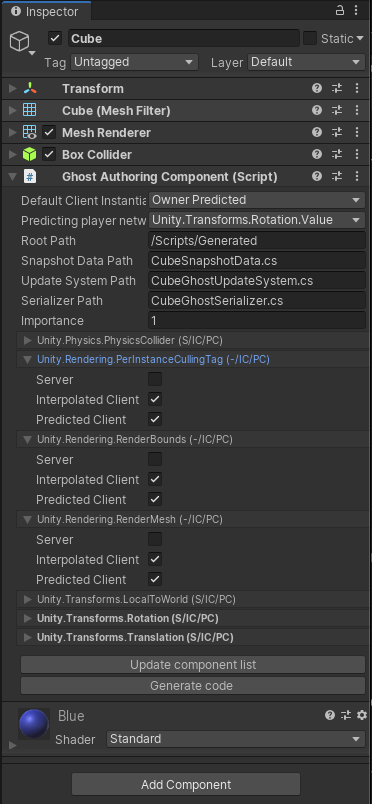 Inspector
Cube
Static
Tag Untagged Layer Default
Transform
Cube (Mesh Filter)
Mesh Renderer
Box Collider
#
Ghost Authoring Component (Script)
Default Client Instantia Owner Predicted
Predicting player netw Unity.Transforms.Rotation.Value
Root Path /Scripts/Generated
Snapshot Data Path CubeSnapshotData.cs
Update System Path CubeGhostUpdateSystem.cs
Serializer Path CubeGhostSerializer.cs
Importance 1
Unity.Physics.PhysicsCollider (S/IC/PC)
Unity.Rendering.PerInstanceCullingTag (-/IC/PC)
Server
Interpolated Client
Predicted Client
Unity.Rendering.RenderBounds (-/IC/PC)
Server
Interpolated Client
Predicted Client
Unity.Rendering.RenderMesh (-/IC/PC)
Server
Interpolated Client
Predicted Client
Unity.Transforms.LocalToWorld (S/IC/PC)
Unity.Transforms.Rotation (S/IC/PC)
Unity.Transforms.Translation (S/IC/PC)
Update component list
Generate code
Blue
Shader Standard
Add Component